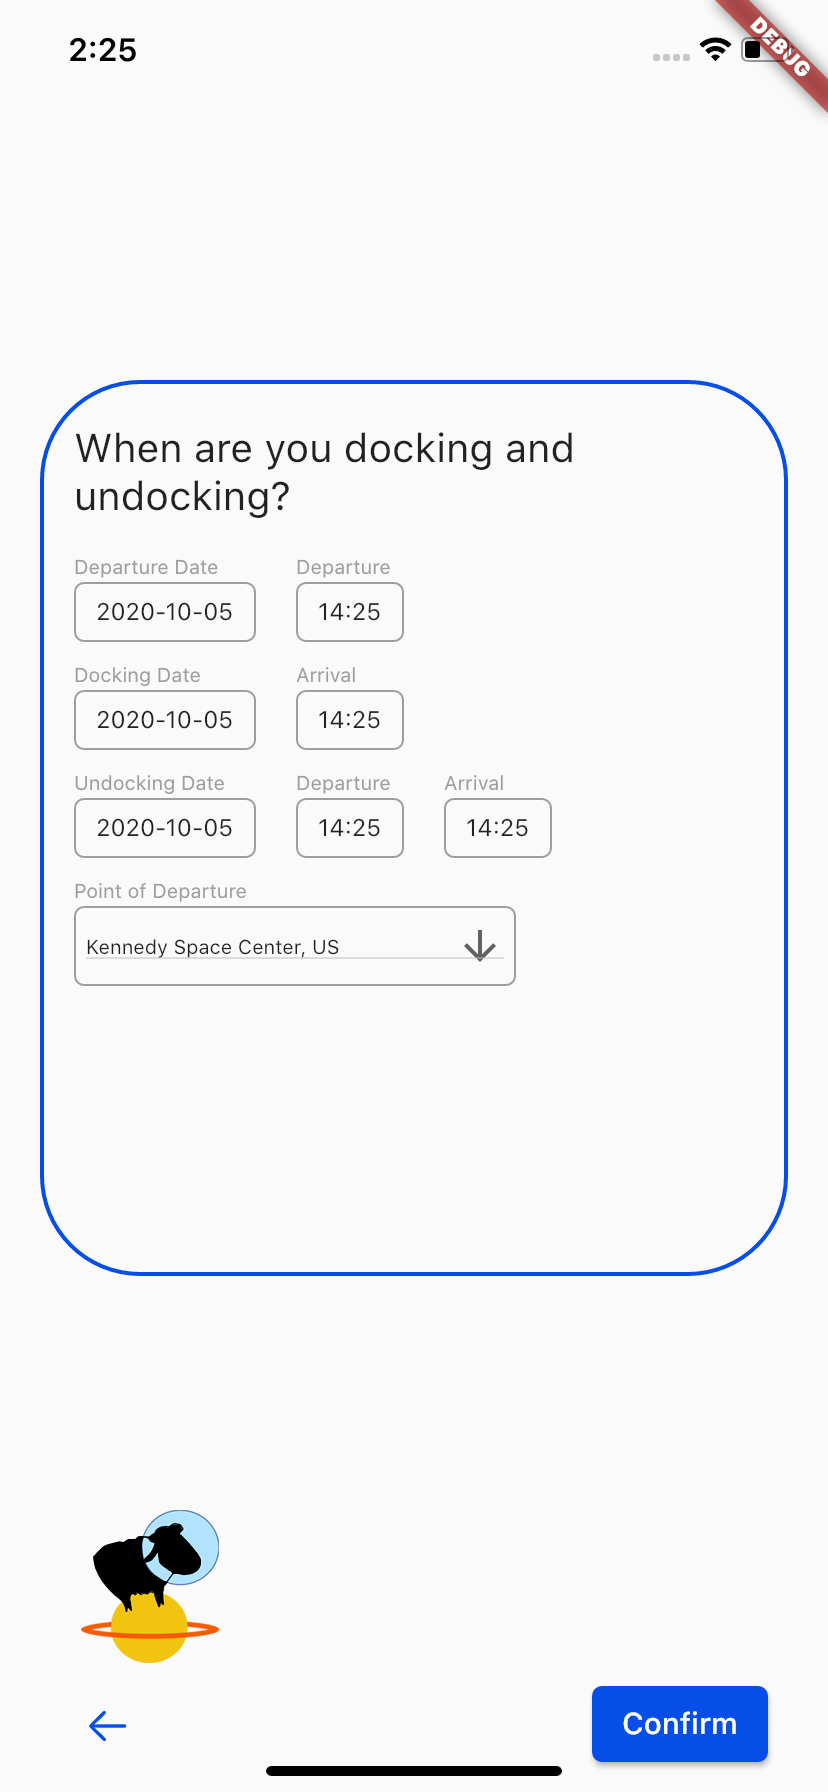 2:25
DEBUG
When are you docking and
undocking?
Departure Date Departure
2020-10-05 14:25
Docking Date Arrival
2020-10-05 14:25
Undocking Date Departure Arrival
2020-10-05 14:25 14:25
Point of Departure
Kennedy Space Center, US
Confirm